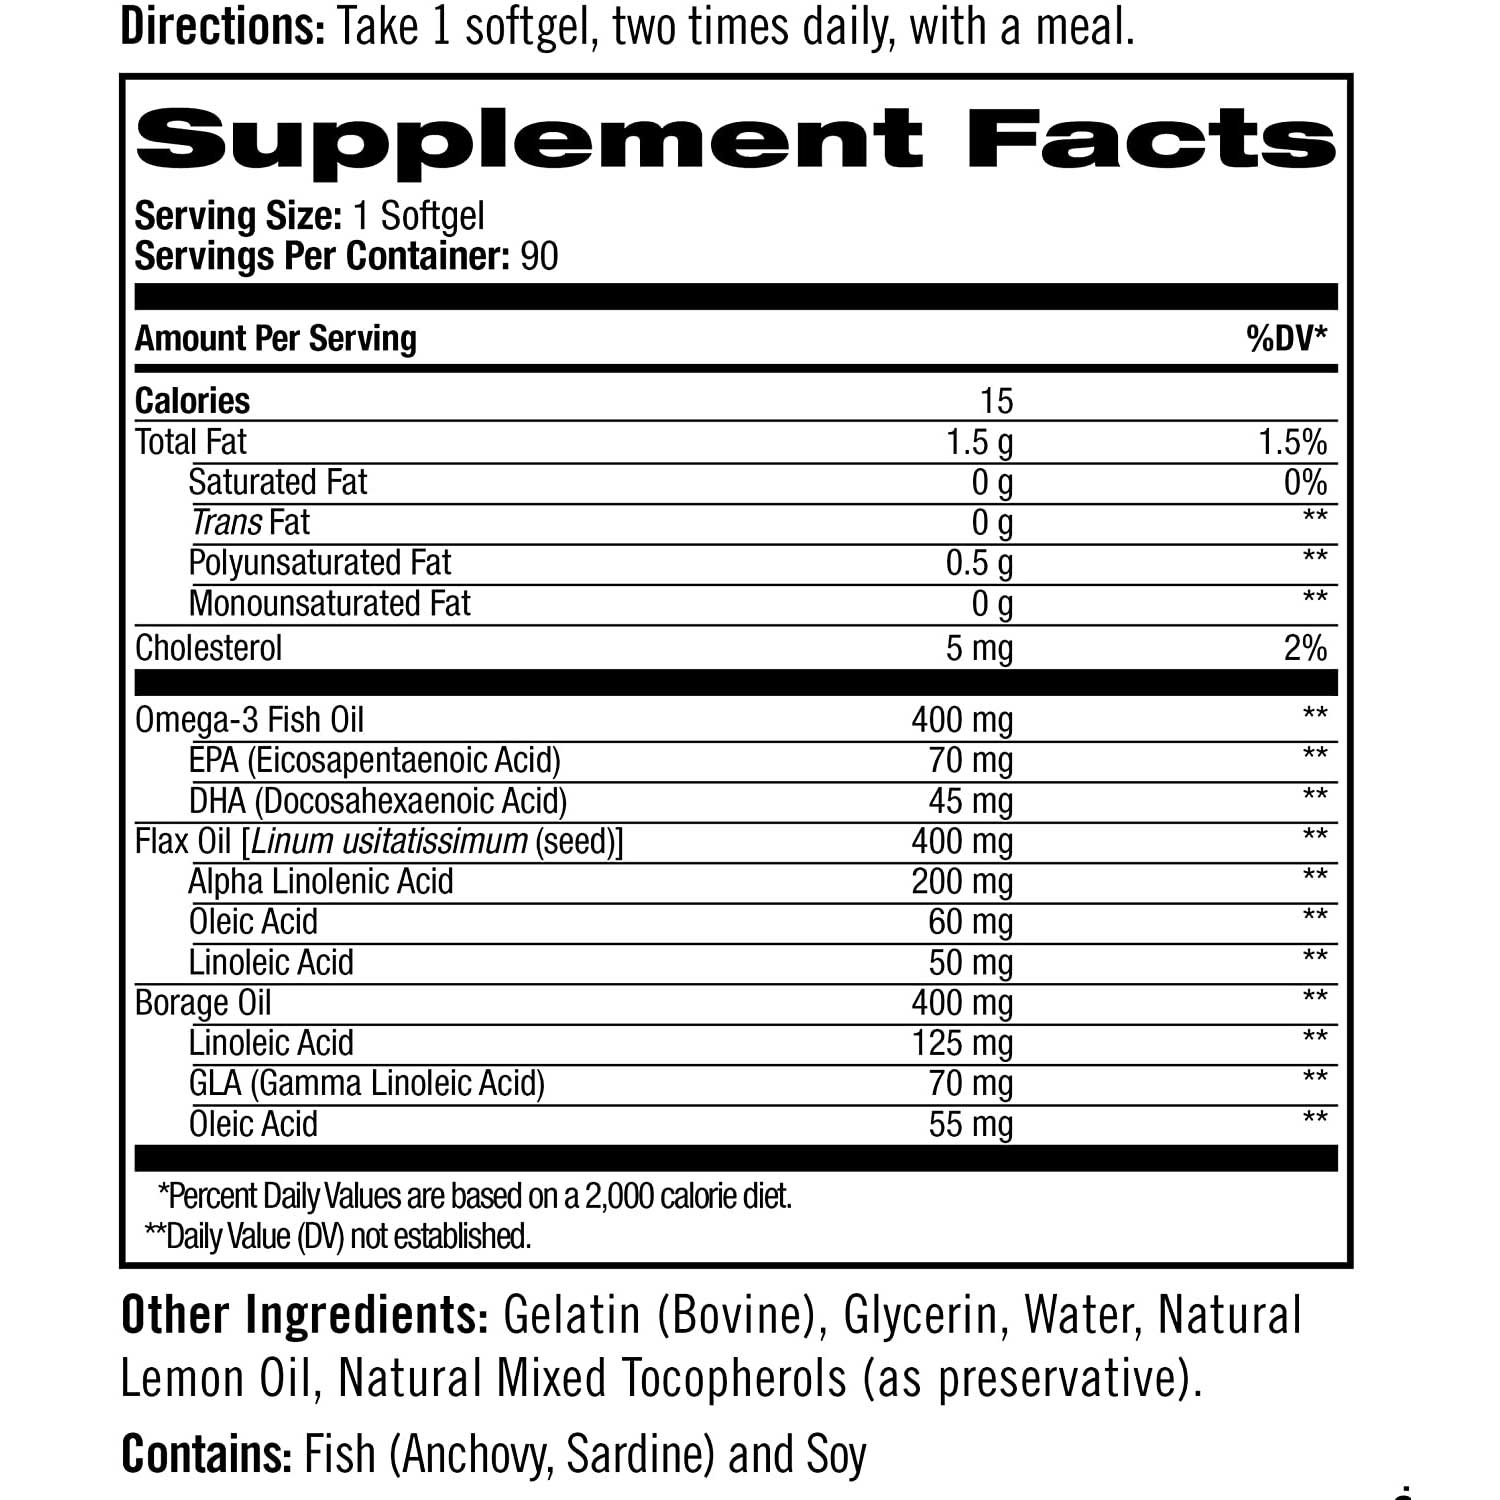 Directions: Take 1 softgel, two times daily, with a meal.
Supplement Facts
Serving Size: 1 Softgel
Servings Per Container: 90
Amount Per Serving %DV*
Calories 15
Total Fat 1.5 g 1.5%
Saturated Fat 0 g 0%
Trans Fat 0 g **
Polyunsaturated Fat 0.5 g **
Monounsaturated Fat 0 g **
Cholesterol 5 mg 2%
Omega-3 Fish Oil 400 mg **
EPA (Eicosapentaenoic Acid) 70 mg **
DHA (Docosahexaenoic Acid) 45 mg **
Flax Oil [Linum usitatissimum (seed)] 400 mg **
Alpha Linolenic Acid 200 mg **
Oleic Acid 60 mg **
Linoleic Acid 50 mg **
Borage Oil 400 mg **
Linoleic Acid 125 mg **
GLA (Gamma Linoleic Acid) 70 mg **
Oleic Acid 55 mg **
*Percent Daily Values are based on a 2,000 calorie diet.
**Daily Value (DV) not established.
Other Ingredients: Gelatin (Bovine), Glycerin, Water, Natural
Lemon Oil, Natural Mixed Tocopherols (as preservative).
Contains: Fish (Anchovy, Sardine) and Soy